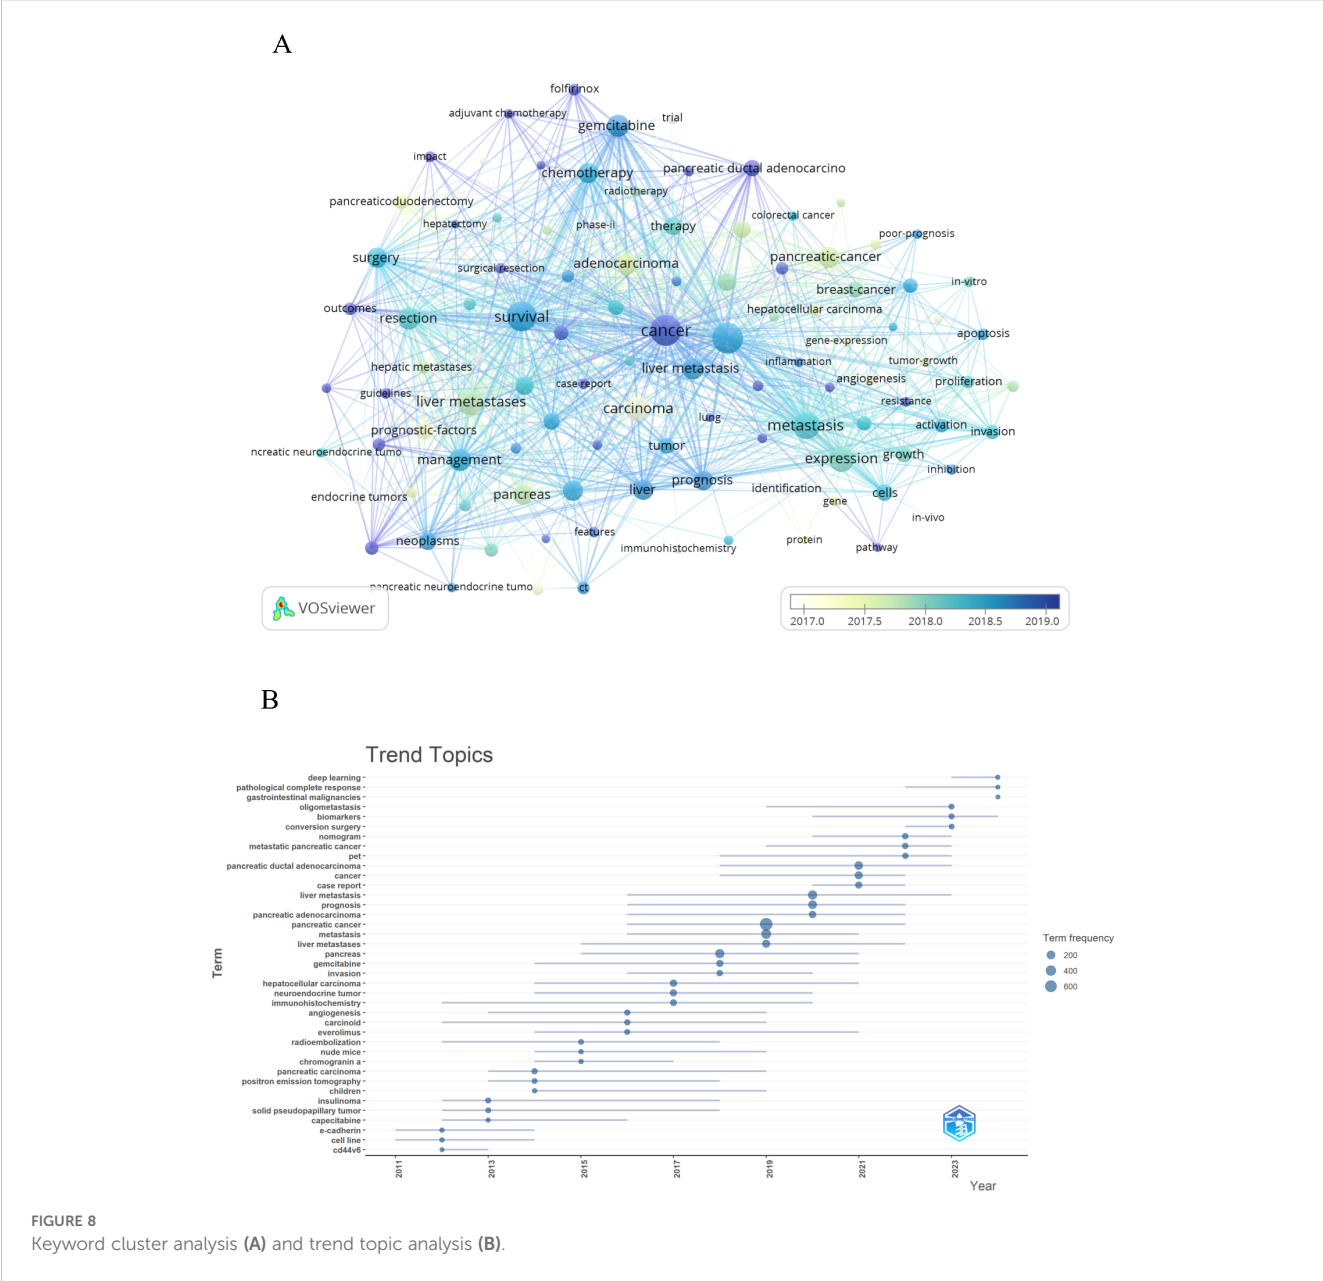 A
folfirinox
adjuvant chemotherapy
trial
gemcitabine
impact
chemotherapy
pancreatic ductal adenocarcino
radiotherapy
pancreaticoduodenectomy
colorectal cancer
hepatectomy
phase-ii
therapy
poor-prognosis
surgery
surgical resection
adenocarcinoma
pancreatic-cancer
in-vitro
breast-cancer
outcomes
resection
survival
hepatocellular carcinoma
cancer
apoptosis
gene-expression
hepatic metastases
liver metastasis
inflammation
tumor-growth
case report
angiogenesis
proliferation
guidelines
liver metastases
carcinoma
lung
resistance
prognostic-factors
metastasis
activation
invasion
ncreatic neuroendocrine tumo
management
tumor
expression
growth
inhibition
endocrine tumors
pancreas
liver
prognosis
identification
cells
gene
in-vivo
neoplasms
features
immunohistochemistry
protein
pathway
pancreatic neuroendocrine tumo
ct
VOSviewer
2017.0 2017.5 2018.0 2018.5 2019.0
B
Trend Topics
deep learning
pathological complete response
gastrointestinal malignancies
oligometastasis
biomarkers
conversion surgery
nomogram
metastatic pancreatic cancer
pet
pancreatic ductal adenocarcinoma
cancer
case report
liver metastasis
prognosis
pancreatic adenocarcinoma
pancreatic cancer
metastasis
liver metastases
pancreas
gemcitabine
invasion
hepatocellular carcinoma
neuroendocrine tumor
immunohistochemistry
angiogenesis
carcinoid
everolimus
radioembolization
nude mice
chromogranin a
pancreatic carcinoma
positron emission tomography
children
insulinoma
solid pseudopapillary tumor
capecitabine
e-cadherin
cell line
cd44v6
Term
Term frequency
200
400
600
2011 2013 2015 2017 2019 2021 2023
Year
FIGURE 8
Keyword cluster analysis (A) and trend topic analysis (B).